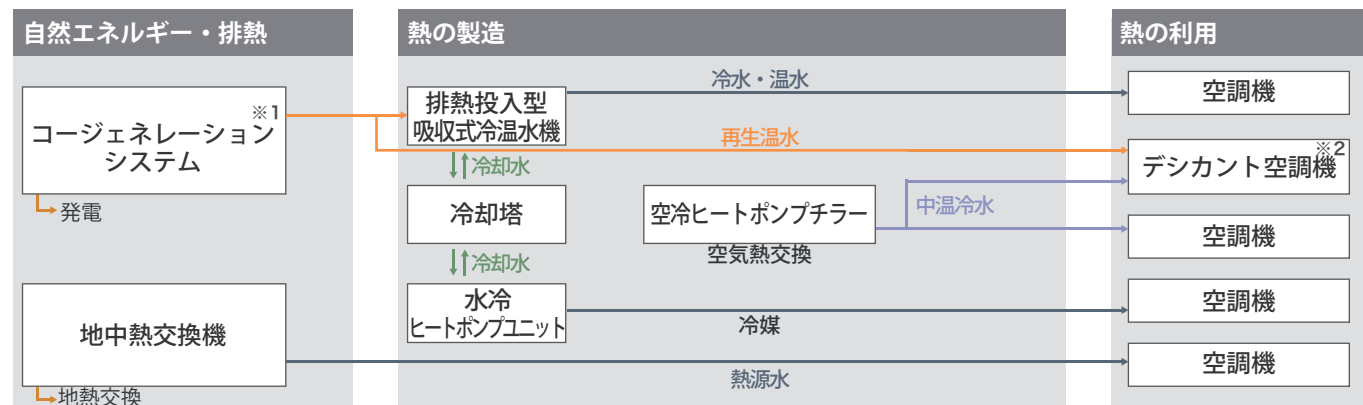 自然エネルギー・排熱
熱の製造
熱の利用
※1
コージェネレーション
システム
発電
地中熱交換機
地熱交換
排熱投入型
吸収式冷温水機
冷却水
冷却塔
冷却水
水冷
ヒートポンプユニット
空冷ヒートポンプチラー
空気熱交換
冷水・温水
再生温水
中温冷水
冷媒
熱源水
空調機
※2
デシカント空調機
空調機
空調機
空調機